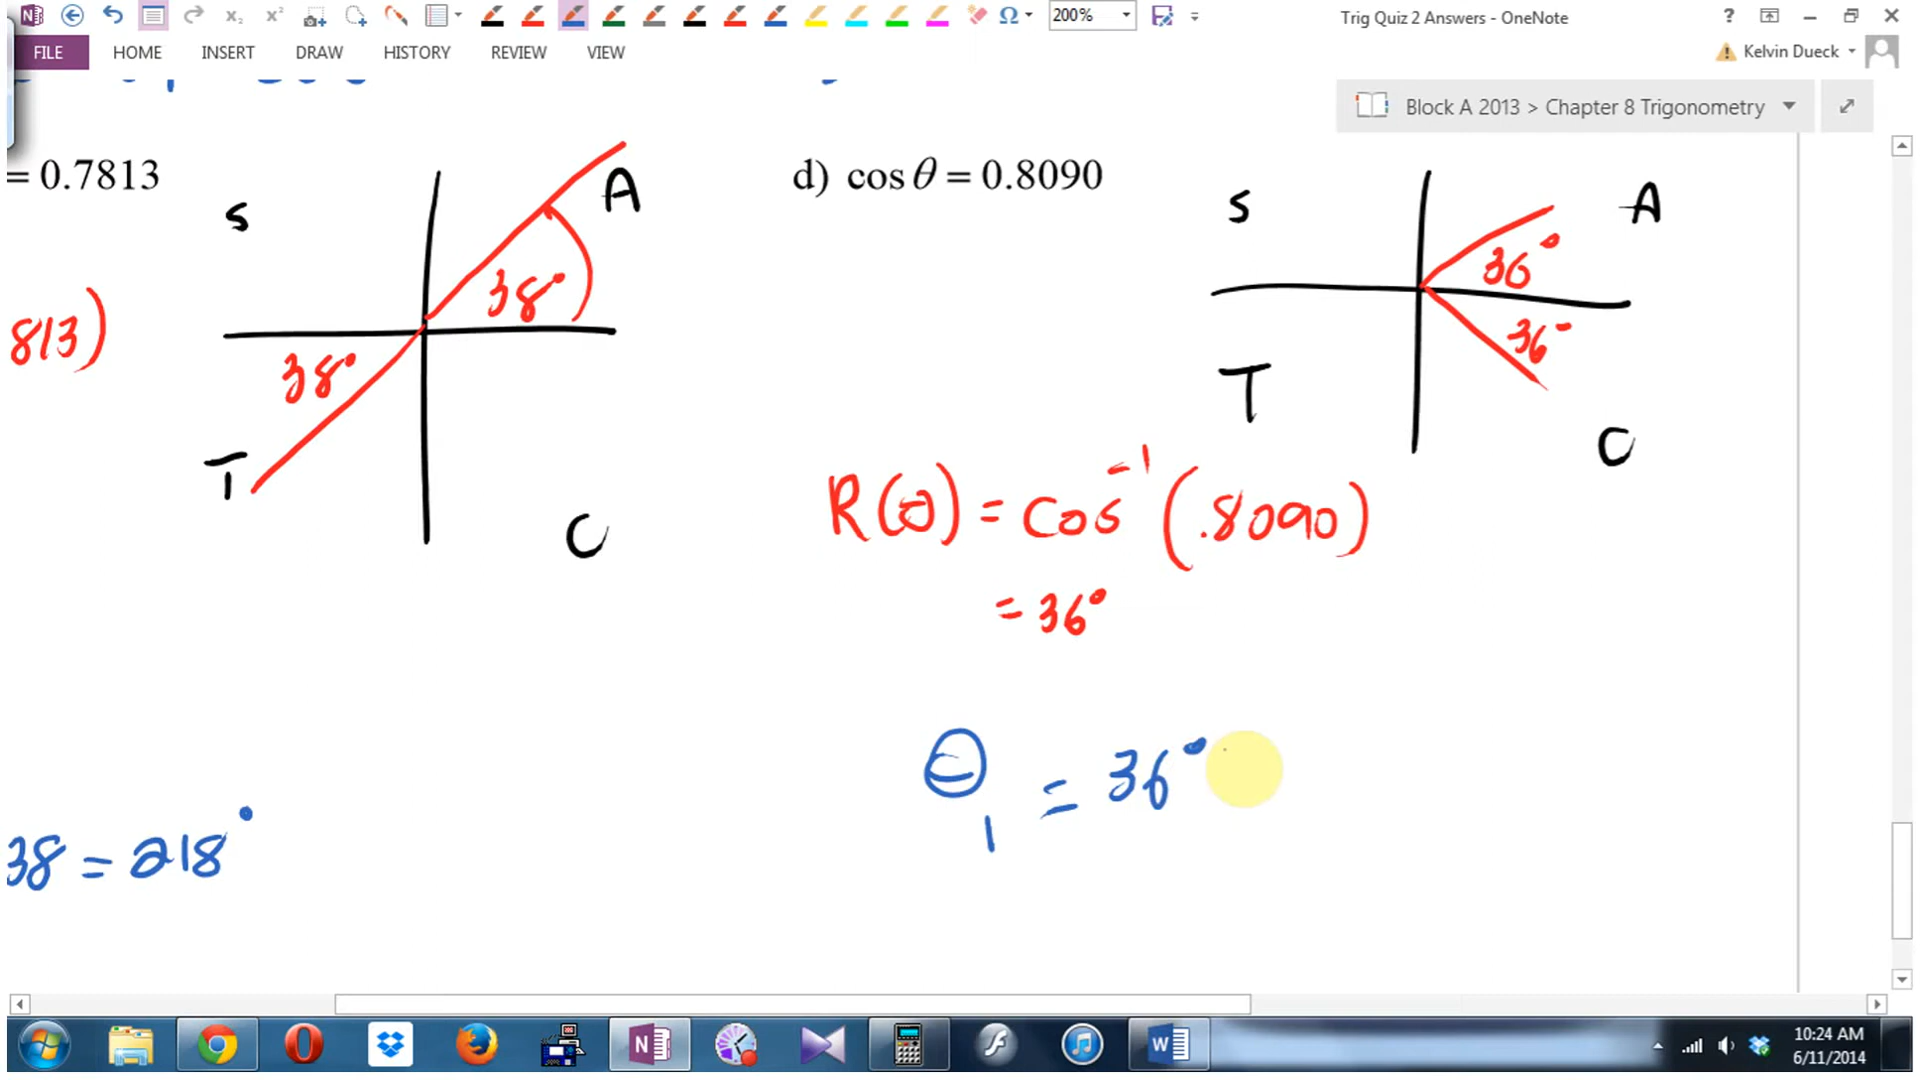 Trig Quiz 2 Answers - OneNote
200%
FILE HOME INSERT DRAW HISTORY REVIEW VIEW
Kelvin Dueck
Block A 2013 > Chapter 8 Trigonometry
= 0.7813
S
A
38°
38°
T
C
813)
38 = 218°
d) cos θ = 0.8090
S
A
36°
36°
T
C
R(θ) = cos⁻¹(.8090)
= 36°
θ₁ = 36°
10:24 AM
6/11/2014